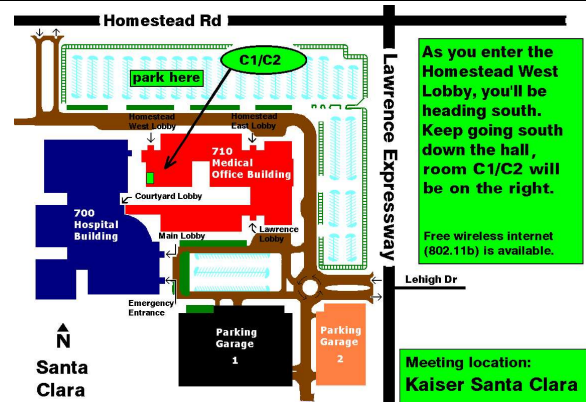 Homestead Rd
C1/C2
park here
Homestead
West Lobby
Homestead
East Lobby
710
Medical
Office Building
Courtyard Lobby
700
Hospital
Building
Main Lobby
Lawrence
Lobby
Emergency
Entrance
Parking
Garage
1
Parking
Garage
2
N
Santa
Clara
Lawrence Expressway
Lehigh Dr
As you enter the
Homestead West
Lobby, you'll be
heading south.
Keep going south
down the hall,
room C1/C2 will
be on the right.
Free wireless internet
(802.11b) is available.
Meeting location:
Kaiser Santa Clara